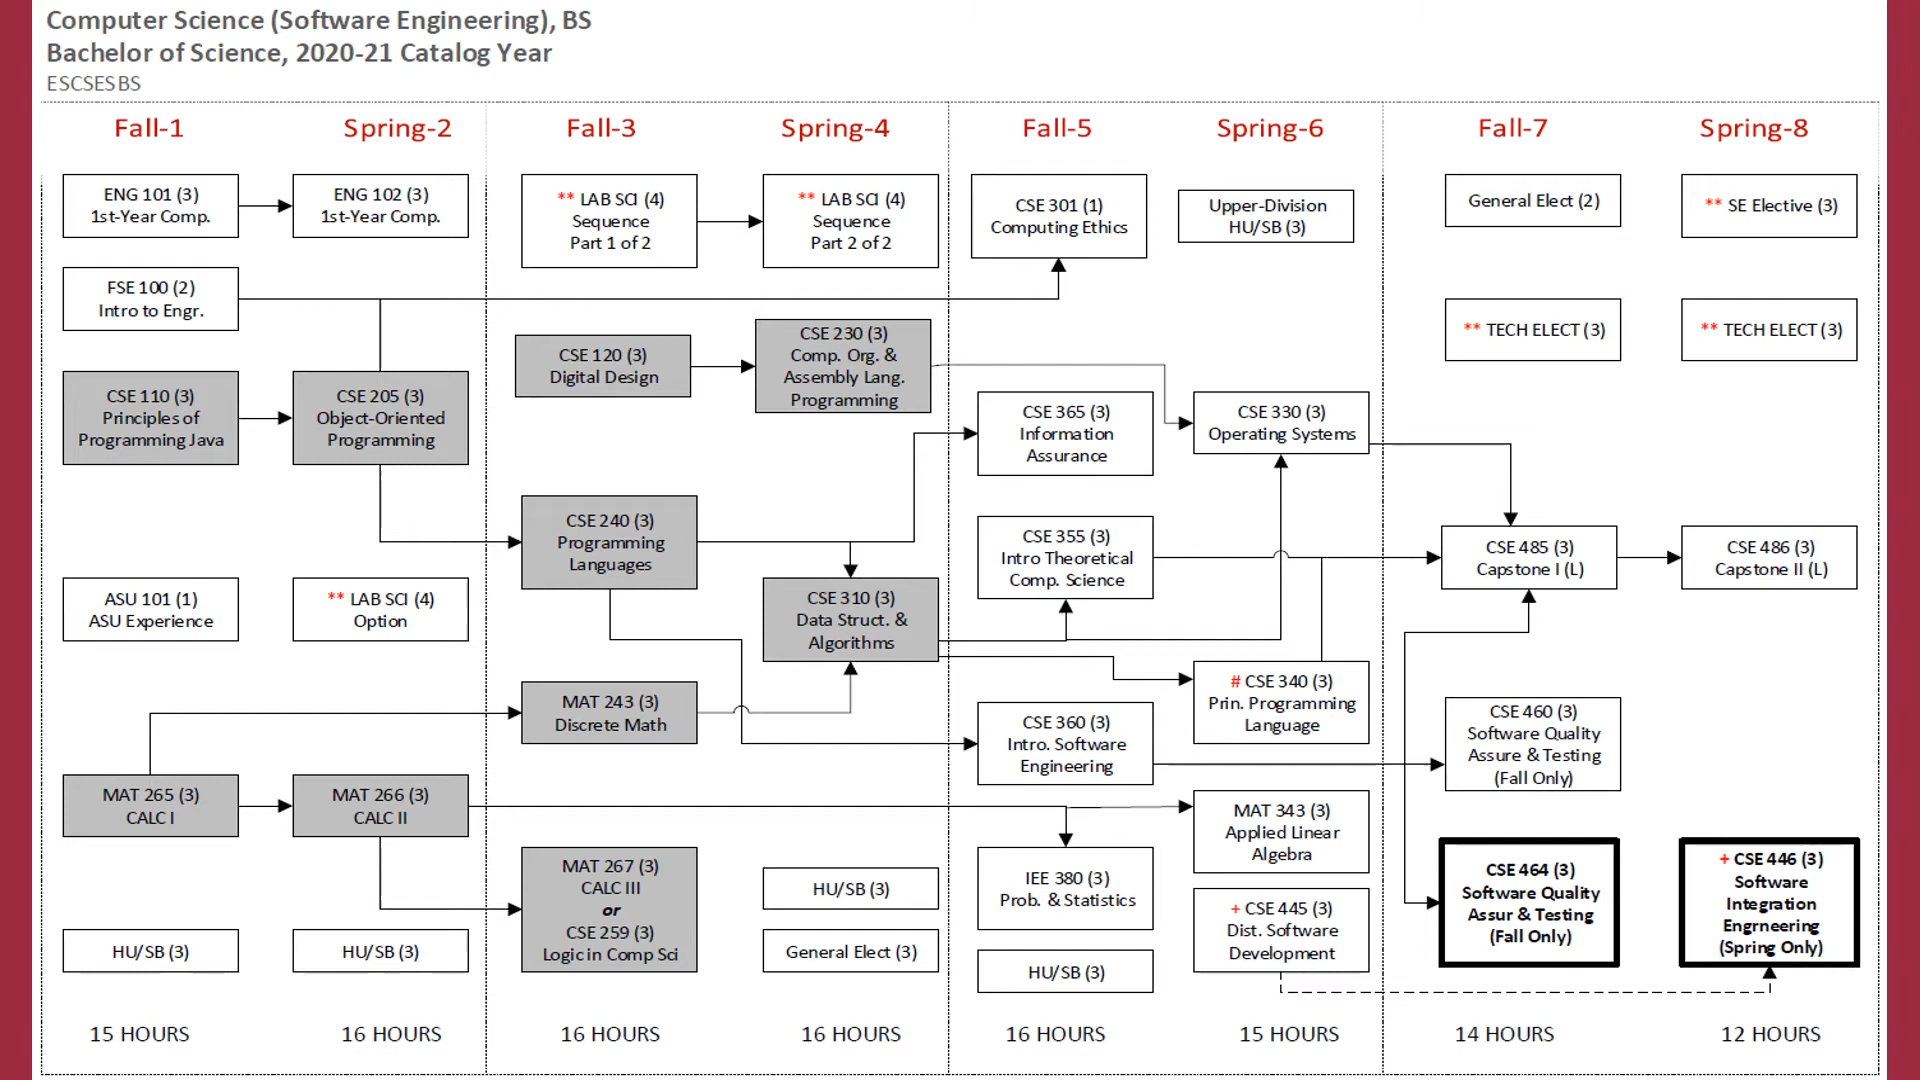 Computer Science (Software Engineering), BS
Bachelor of Science, 2020-21 Catalog Year
ESCSESBS
Fall-1
Spring-2
Fall-3
Spring-4
Fall-5
Spring-6
Fall-7
Spring-8
ENG 101 (3)
1st-Year Comp.
ENG 102 (3)
1st-Year Comp.
** LAB SCI (4)
Sequence
Part 1 of 2
** LAB SCI (4)
Sequence
Part 2 of 2
CSE 301 (1)
Computing Ethics
Upper-Division
HU/SB (3)
General Elect (2)
** SE Elective (3)
FSE 100 (2)
Intro to Engr.
CSE 120 (3)
Digital Design
CSE 230 (3)
Comp. Org. &
Assembly Lang.
Programming
** TECH ELECT (3)
** TECH ELECT (3)
CSE 110 (3)
Principles of
Programming Java
CSE 205 (3)
Object-Oriented
Programming
CSE 365 (3)
Information
Assurance
CSE 330 (3)
Operating Systems
CSE 240 (3)
Programming
Languages
CSE 355 (3)
Intro Theoretical
Comp. Science
CSE 485 (3)
Capstone I (L)
CSE 486 (3)
Capstone II (L)
ASU 101 (1)
ASU Experience
** LAB SCI (4)
Option
CSE 310 (3)
Data Struct. &
Algorithms
MAT 243 (3)
Discrete Math
CSE 360 (3)
Intro. Software
Engineering
# CSE 340 (3)
Prin. Programming
Language
CSE 460 (3)
Software Quality
Assure & Testing
(Fall Only)
MAT 265 (3)
CALC I
MAT 266 (3)
CALC II
MAT 343 (3)
Applied Linear
Algebra
MAT 267 (3)
CALC III
or
CSE 259 (3)
Logic in Comp Sci
HU/SB (3)
IEE 380 (3)
Prob. & Statistics
+ CSE 445 (3)
Dist. Software
Development
CSE 464 (3)
Software Quality
Assur & Testing
(Fall Only)
+ CSE 446 (3)
Software
Integration
Engrneering
(Spring Only)
HU/SB (3)
HU/SB (3)
General Elect (3)
HU/SB (3)
15 HOURS
16 HOURS
16 HOURS
16 HOURS
16 HOURS
15 HOURS
14 HOURS
12 HOURS